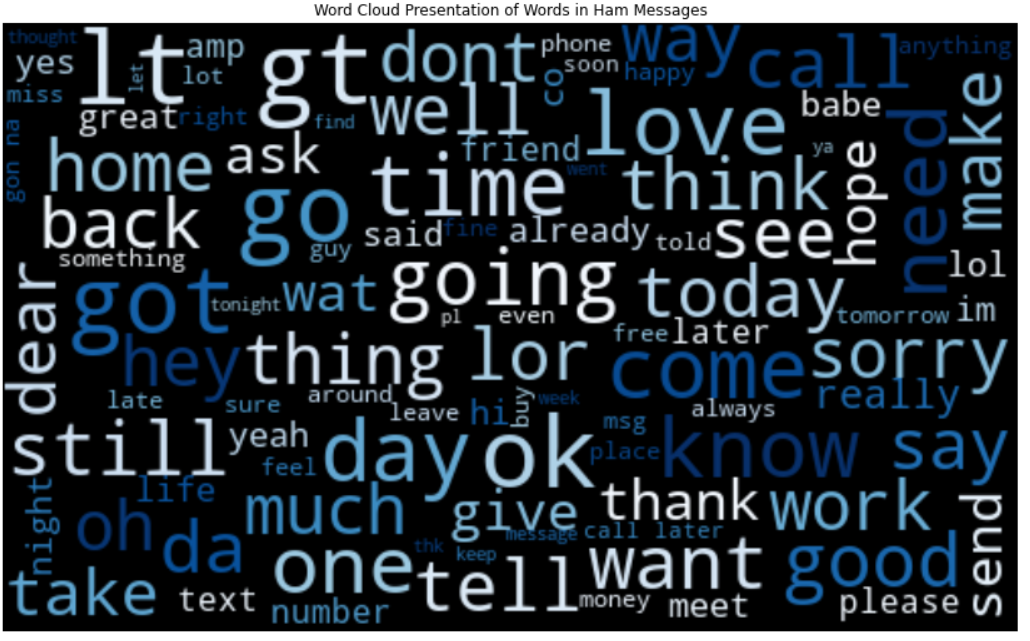 Word Cloud Presentation of Words in Ham Messages
thought
yes
lt
let
amp
lot
gt
dont
phone
soon
co
way
happy
call
anything
miss
great
right
find
well
love
babe
need
make
gon na
home
ask
friend
time
went
think
ya
hope
back
go
guy
said
fine
already
told
see
lol
something
dear
got
tonight
wat
going
pl
even
today
tomorrow
im
hey
thing
lor
free
later
come
sorry
really
late
sure
around
leave
hi
buy
week
always
still
yeah
feel
day
ok
msg
place
know
say
night
life
oh
da
much
give
message
call later
thank
work
send
take
text
one
number
thk
keep
tell
want
money
meet
good
please